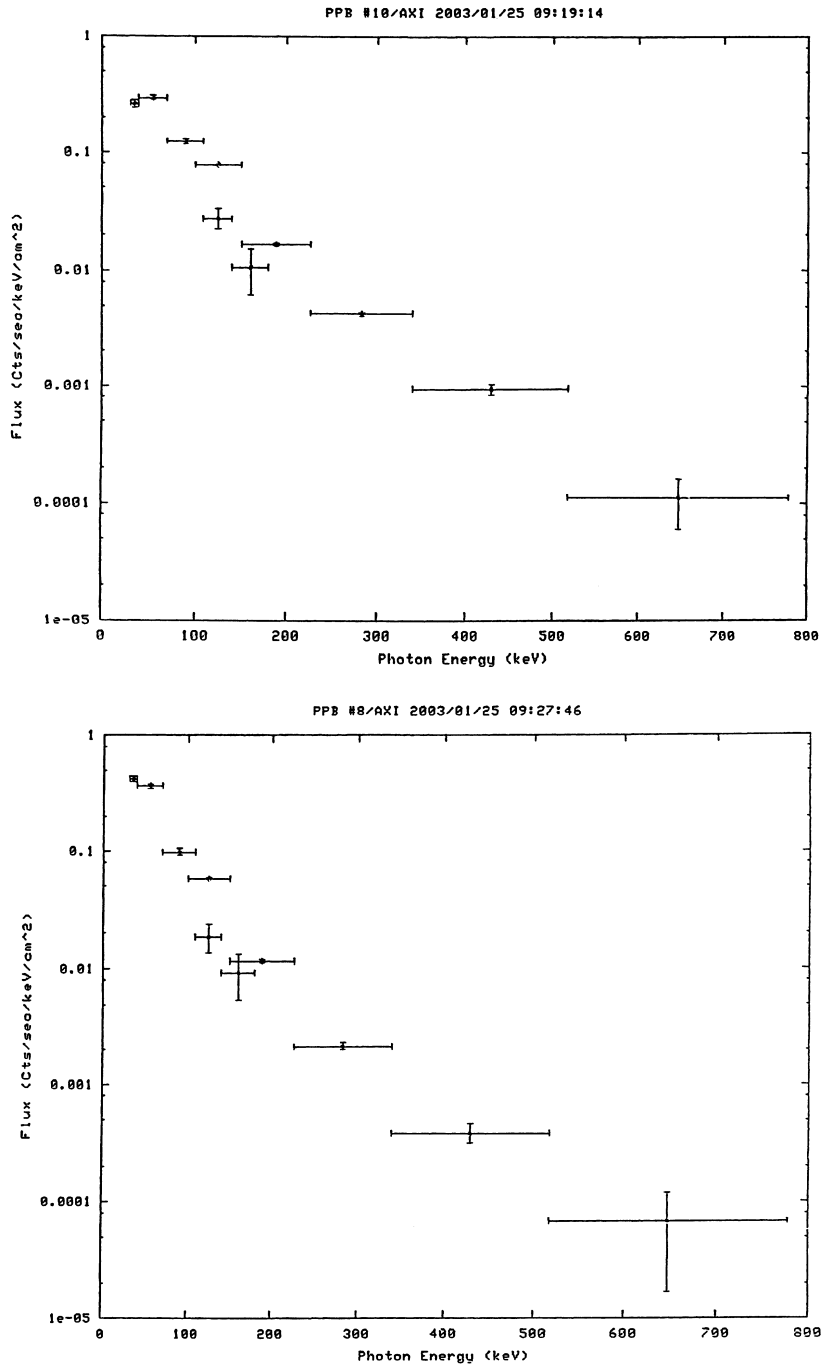 PPB #10/AXI 2003/01/25 09:19:14
1
0.1
0.01
0.001
0.0001
1e-05
Flux (Cts/sec/keV/cm^2)
0 100 200 300 400 500 600 700 800
Photon Energy (keV)
PPB #8/AXI 2003/01/25 09:27:46
1
0.1
0.01
0.001
0.0001
1e-05
Flux (Cts/sec/keV/cm^2)
0 100 200 300 400 500 600 700 800
Photon Energy (keV)